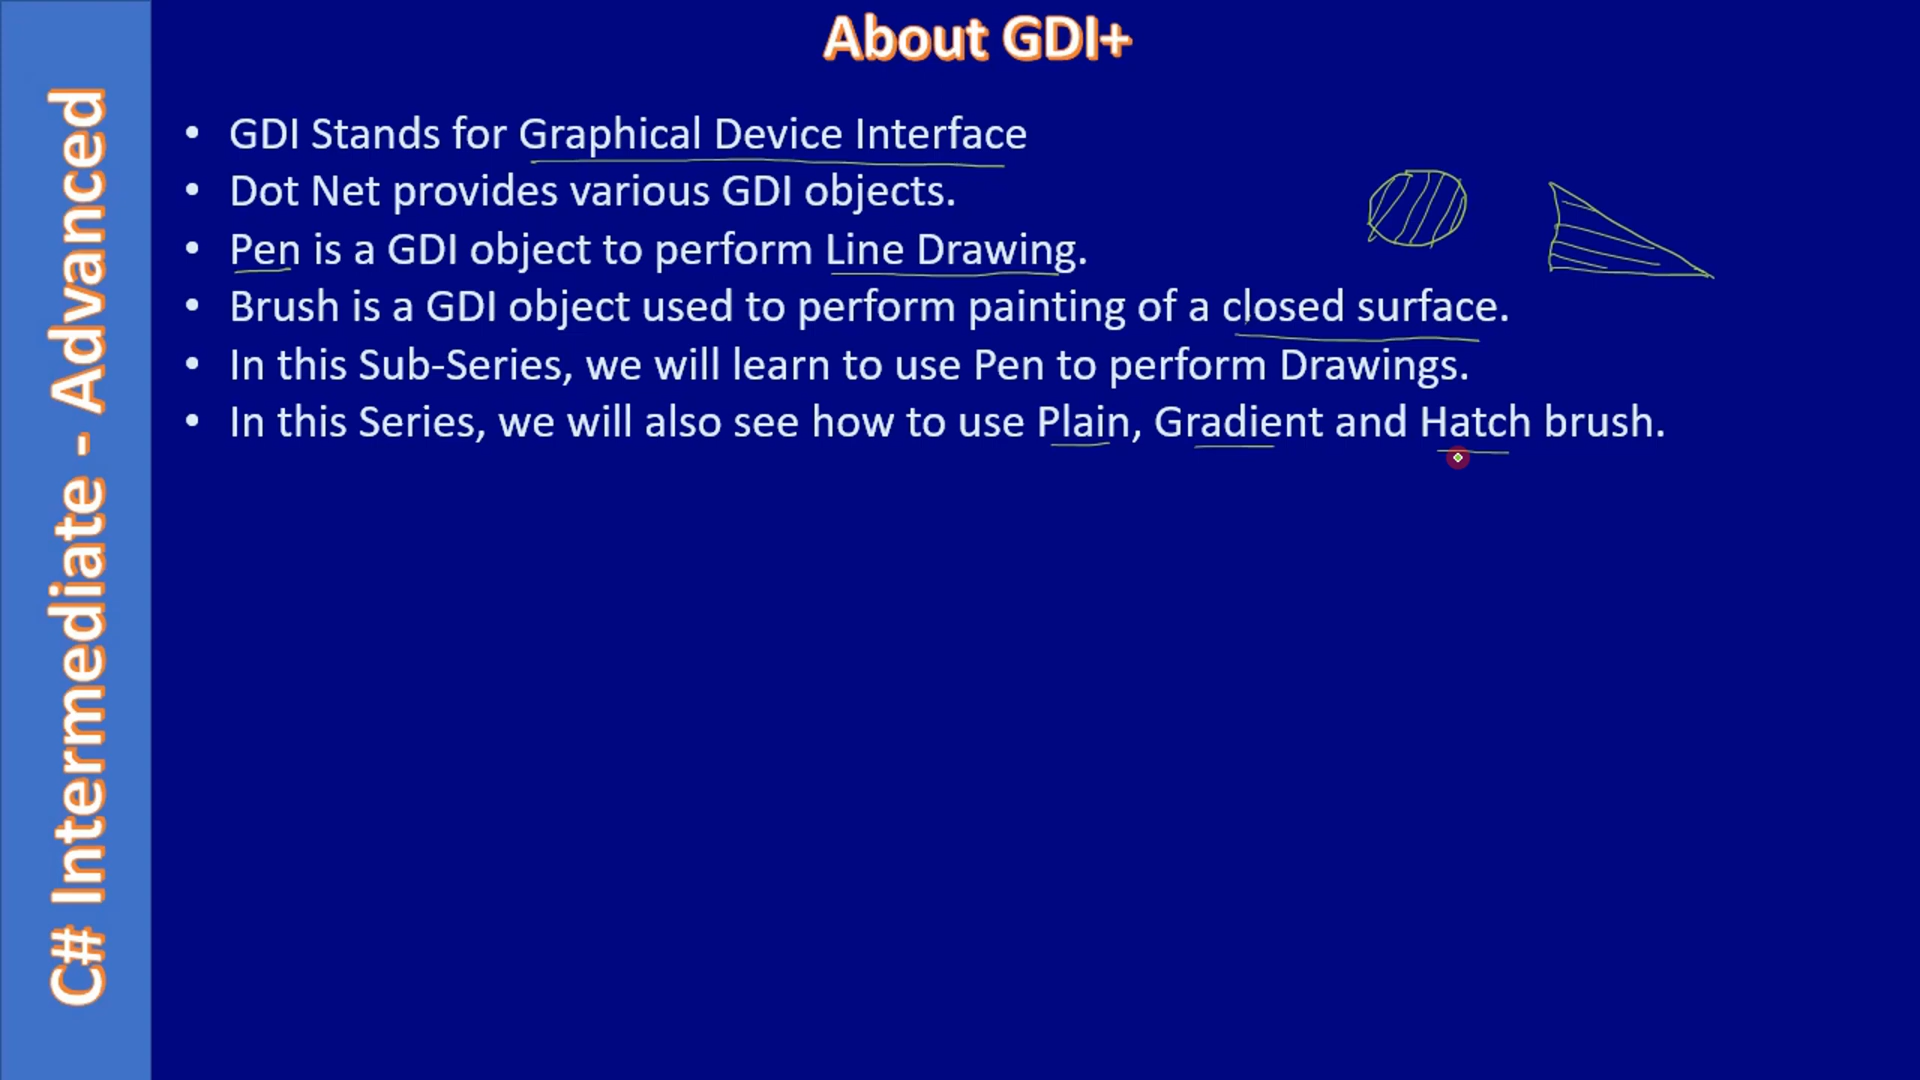 About GDI+
C# Intermediate - Advanced
• GDI Stands for Graphical Device Interface
• Dot Net provides various GDI objects.
• Pen is a GDI object to perform Line Drawing.
• Brush is a GDI object used to perform painting of a closed surface.
• In this Sub-Series, we will learn to use Pen to perform Drawings.
• In this Series, we will also see how to use Plain, Gradient and Hatch brush.